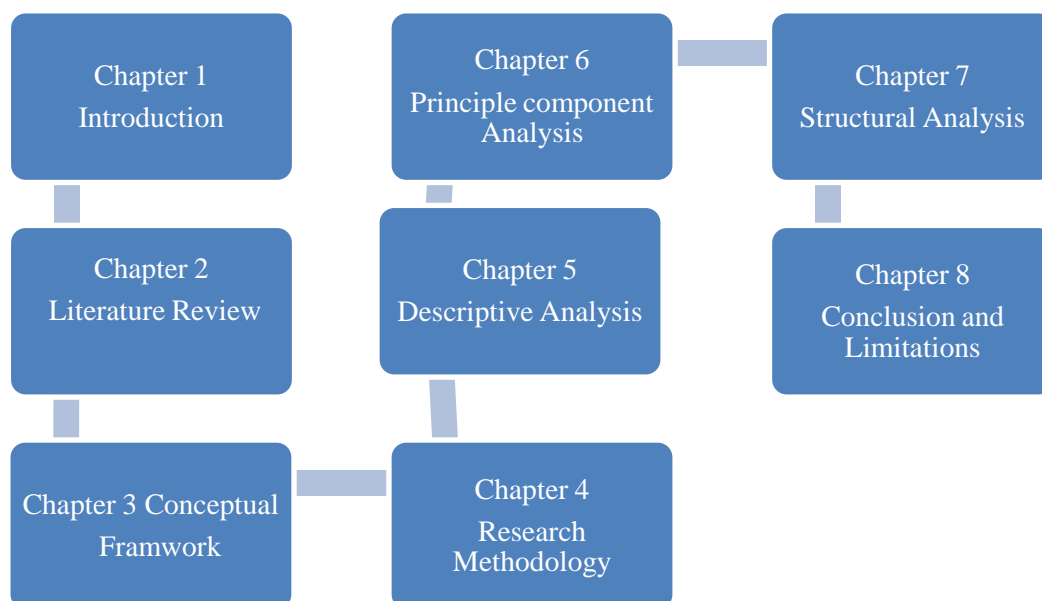 Chapter 1
Introduction
Chapter 2
Literature Review
Chapter 3 Conceptual
Framwork
Chapter 4
Research
Methodology
Chapter 5
Descriptive Analysis
Chapter 6
Principle component
Analysis
Chapter 7
Structural Analysis
Chapter 8
Conclusion and
Limitations